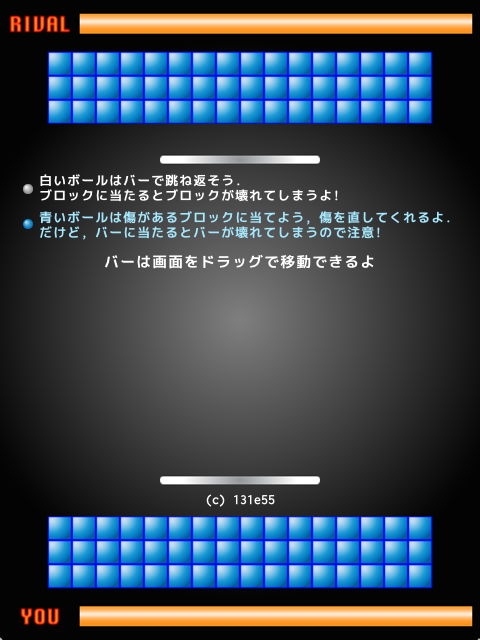 RIVAL
白いボールはバーで跳ね返そう．
ブロックに当たるとブロックが壊れてしまうよ！
青いボールは傷があるブロックに当てよう，傷を直してくれるよ．
だけど，バーに当たるとバーが壊れてしまうので注意！
バーは画面をドラッグで移動できるよ
(c) 131e55
YOU